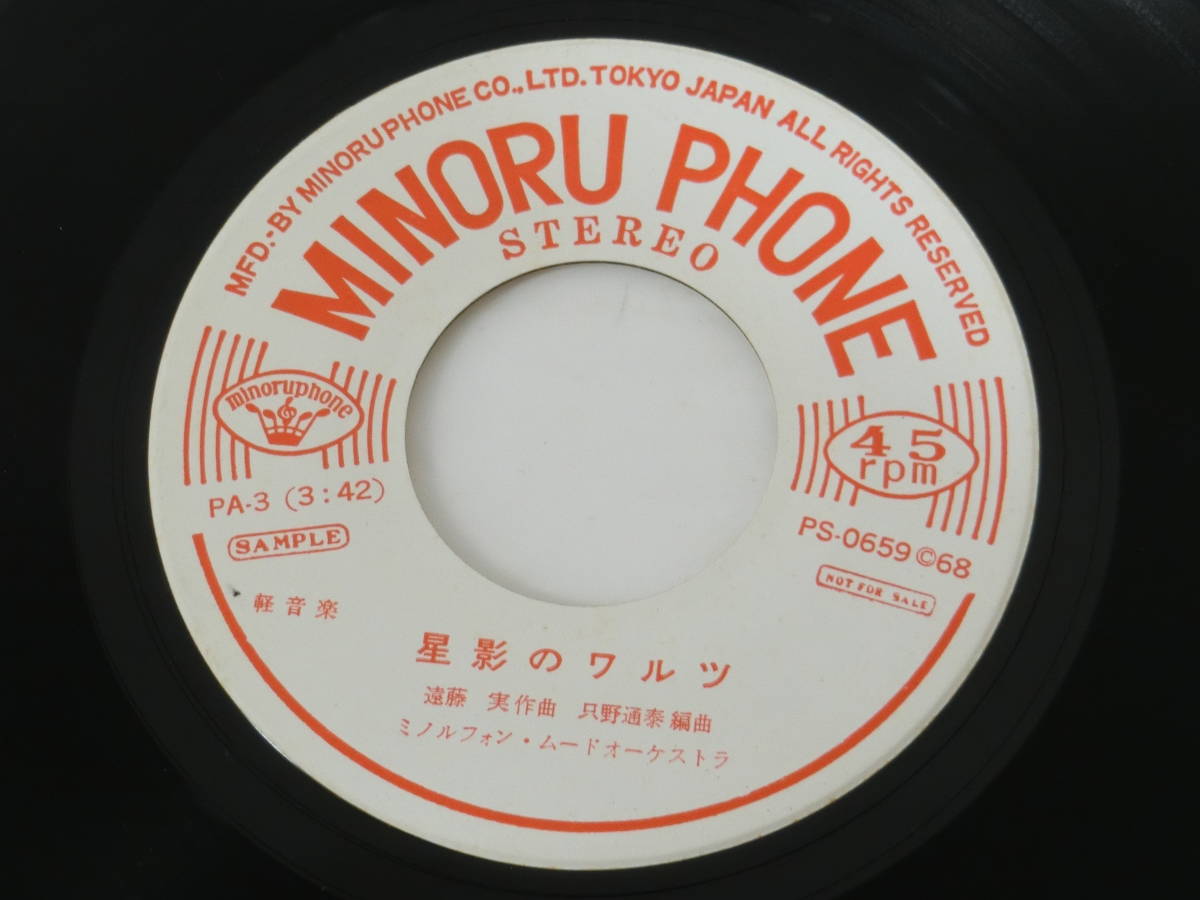 MFD.-BY MINORUPHONE CO., LTD. TOKYO JAPAN ALL RIGHTS RESERVED
MINORU PHONE
STEREO
minoruphone
45
rpm
PA-3 (3:42)
PS-0659 ©68
SAMPLE
NOT FOR SALE
軽音楽
星影のワルツ
遠藤 実作曲 只野通泰編曲
ミノルフォン・ムードオーケストラ